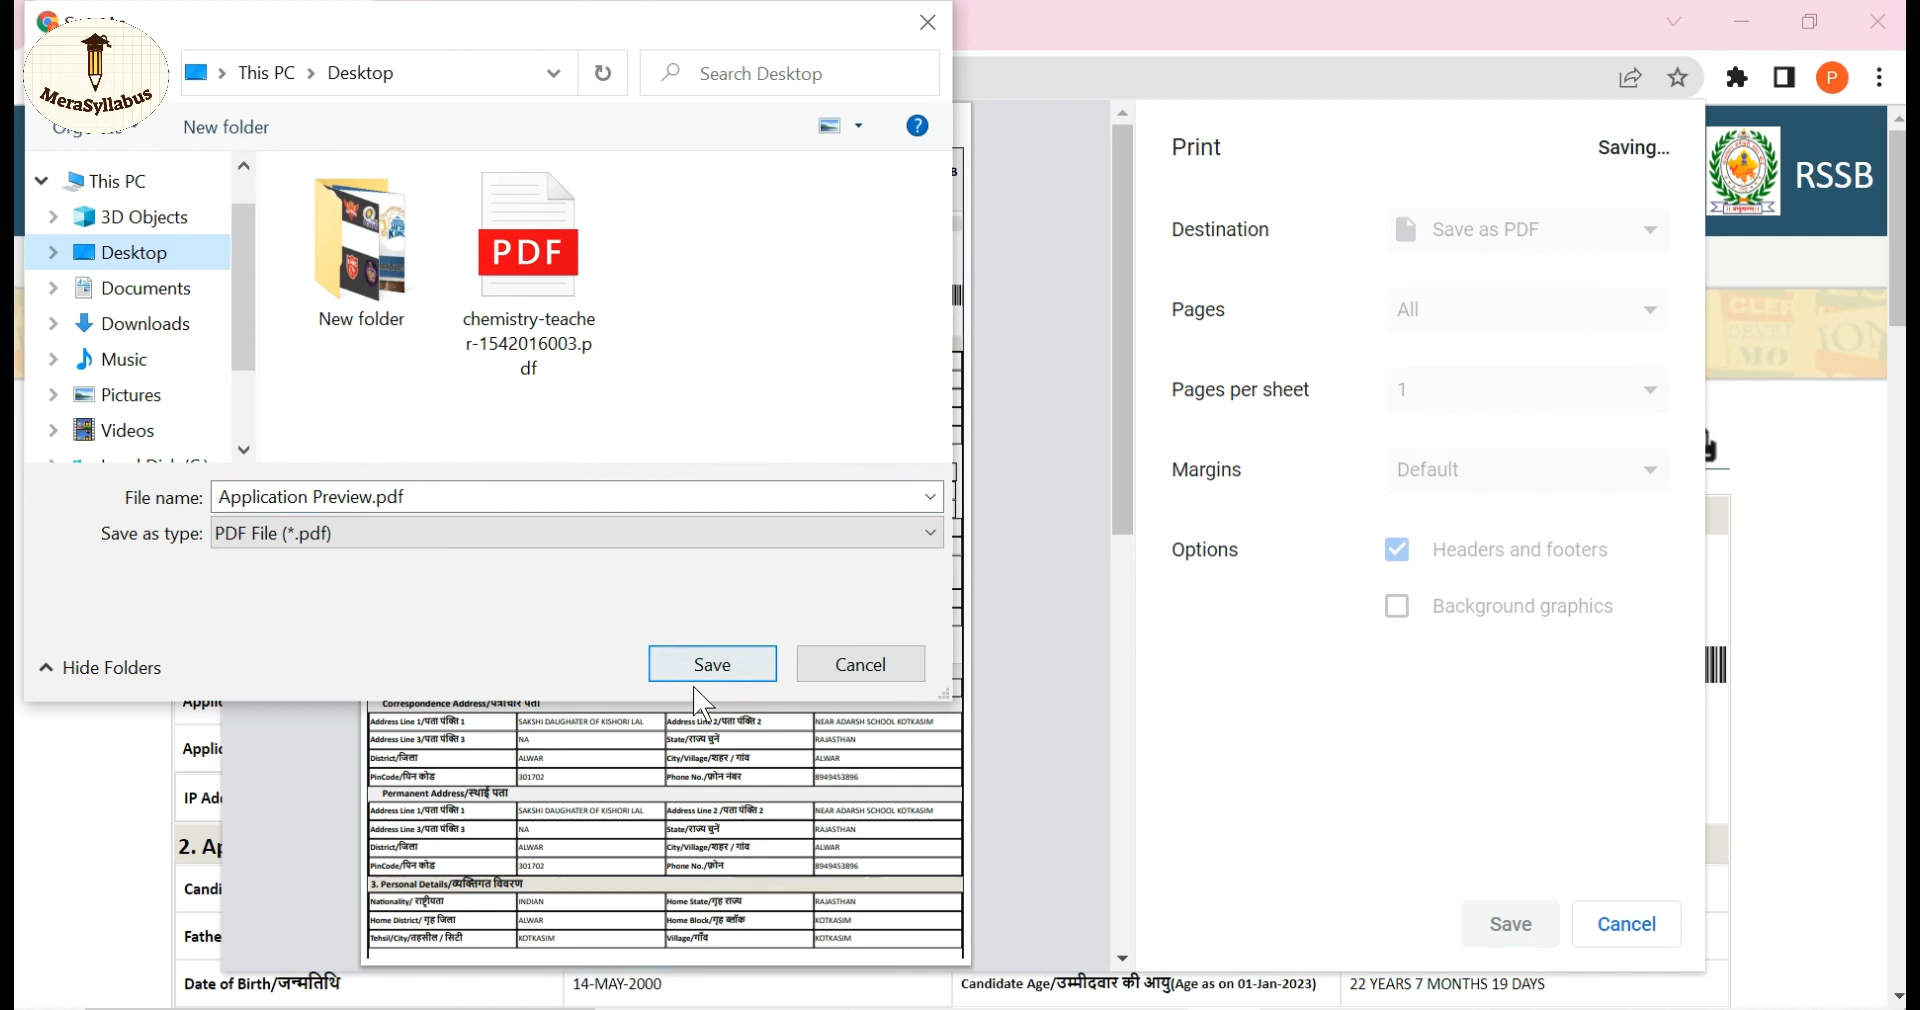 MeraSyllabus
This PC > Desktop
Search Desktop
New folder
This PC
3D Objects
Desktop
Documents
Downloads
Music
Pictures
Videos
New folder
PDF
chemistry-teache
r-1542016003.p
df
File name: Application Preview.pdf
Save as type: PDF File (*.pdf)
Hide Folders
Save
Cancel
Print
Saving...
Destination
Save as PDF
Pages
All
Pages per sheet
1
Margins
Default
Options
Headers and footers
Background graphics
Save
Cancel
P
RSSB
Correspondence Address/पत्राचार पता
Address Line 1/पता पंक्ति 1 SAKSHI DAUGHATER OF KISHORI LAL Address Line 2/पता पंक्ति 2 NEAR ADARSH SCHOOL KOTKASIM
Address Line 3/पता पंक्ति 3 NA State/राज्य चुनें RAJASTHAN
District/जिला ALWAR City/Village/शहर / गांव ALWAR
PinCode/पिन कोड 301702 Phone No./फ़ोन नंबर 8949453896
Permanent Address/स्थाई पता
Address Line 1/पता पंक्ति 1 SAKSHI DAUGHATER OF KISHORI LAL Address Line 2 /पता पंक्ति 2 NEAR ADARSH SCHOOL KOTKASIM
Address Line 3/पता पंक्ति 3 NA State/राज्य चुनें RAJASTHAN
District/जिला ALWAR City/Village/शहर / गांव ALWAR
PinCode/पिन कोड 301702 Phone No./फ़ोन 8949453896
3. Personal Details/व्यक्तिगत विवरण
Nationality/ राष्ट्रीयता INDIAN Home State/गृह राज्य RAJASTHAN
Home District/ गृह जिला ALWAR Home Block/गृह ब्लॉक KOTKASIM
Tehsil/City/तहसील / सिटी KOTKASIM Village/गाँव KOTKASIM
Applic
IP Ad
2. Ap
Candi
Fathe
Date of Birth/जन्मतिथि 14-MAY-2000 Candidate Age/उम्मीदवार की आयु(Age as on 01-Jan-2023) 22 YEARS 7 MONTHS 19 DAYS